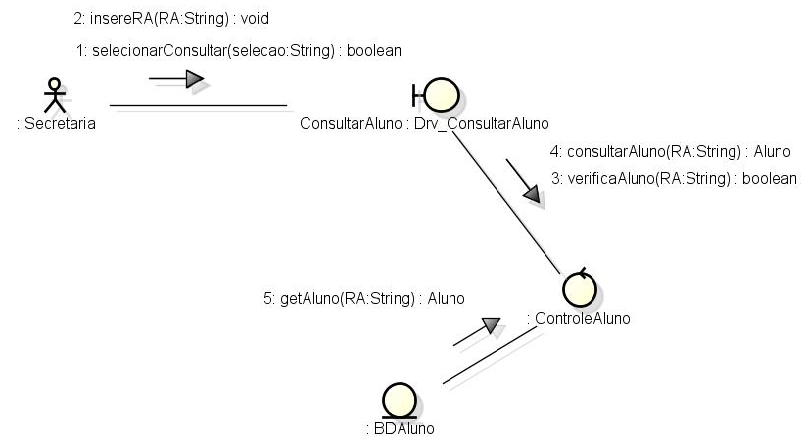 2: insereRA(RA:String) : void
1: selecionarConsultar(selecao:String) : boolean
: Secretaria
ConsultarAluno : Drv_ConsultarAluno
4: consultarAluno(RA:String) : Aluno
3: verificaAluno(RA:String) : boolean
5: getAluno(RA:String) : Aluno
: ControleAluno
: BDAluno